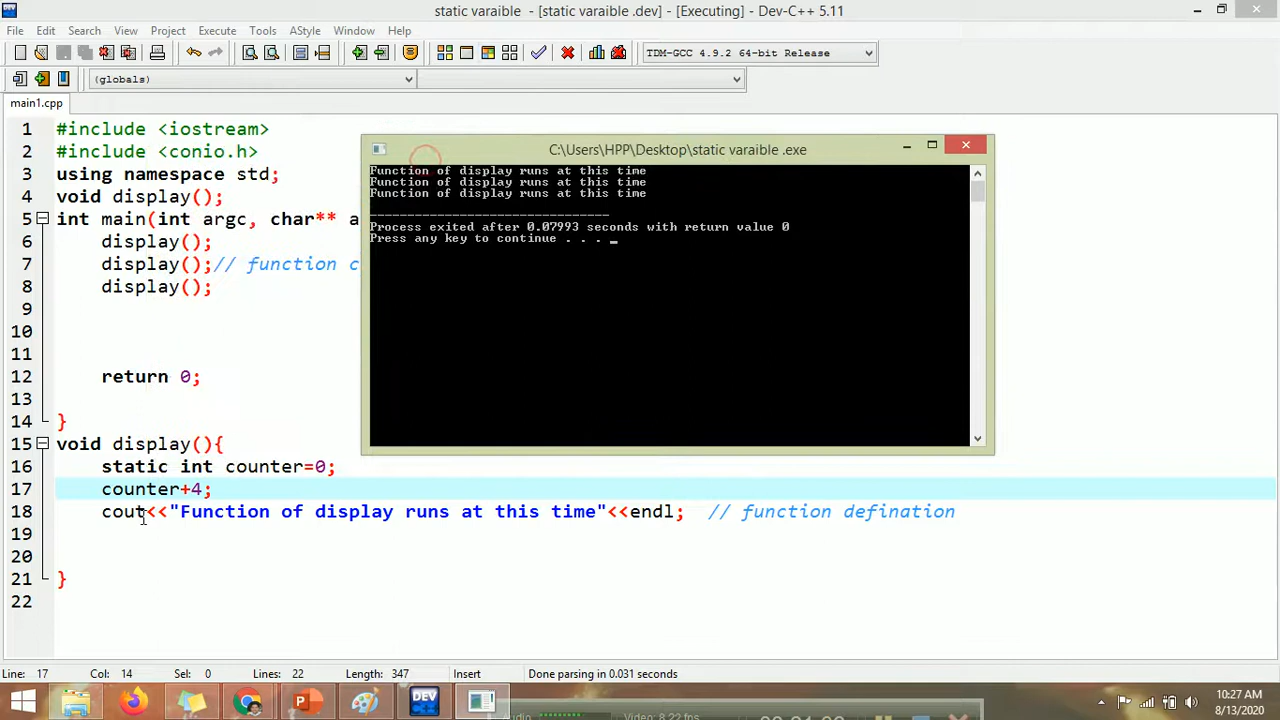 static varaible - [static varaible .dev] - [Executing] - Dev-C++ 5.11
File Edit Search View Project Execute Tools AStyle Window Help
TDM-GCC 4.9.2 64-bit Release
(globals)
main1.cpp
1 #include <iostream>
2 #include <conio.h>
3 using namespace std;
4 void display();
5 int main(int argc, char** a
6 display();
7 display();// function c
8 display();
9
10
11
12 return 0;
13
14 }
15 void display(){
16 static int counter=0;
17 counter+4;
18 cout<<"Function of display runs at this time"<<endl; // function defination
19
20
21 }
22
C:\Users\HPP\Desktop\static varaible .exe
Function of display runs at this time
Function of display runs at this time
Function of display runs at this time
--------------------------------
Process exited after 0.07993 seconds with return value 0
Press any key to continue . . . _
Line: 17 Col: 14 Sel: 0 Lines: 22 Length: 347 Insert Done parsing in 0.031 seconds
DEV
10:27 AM
8/13/2020